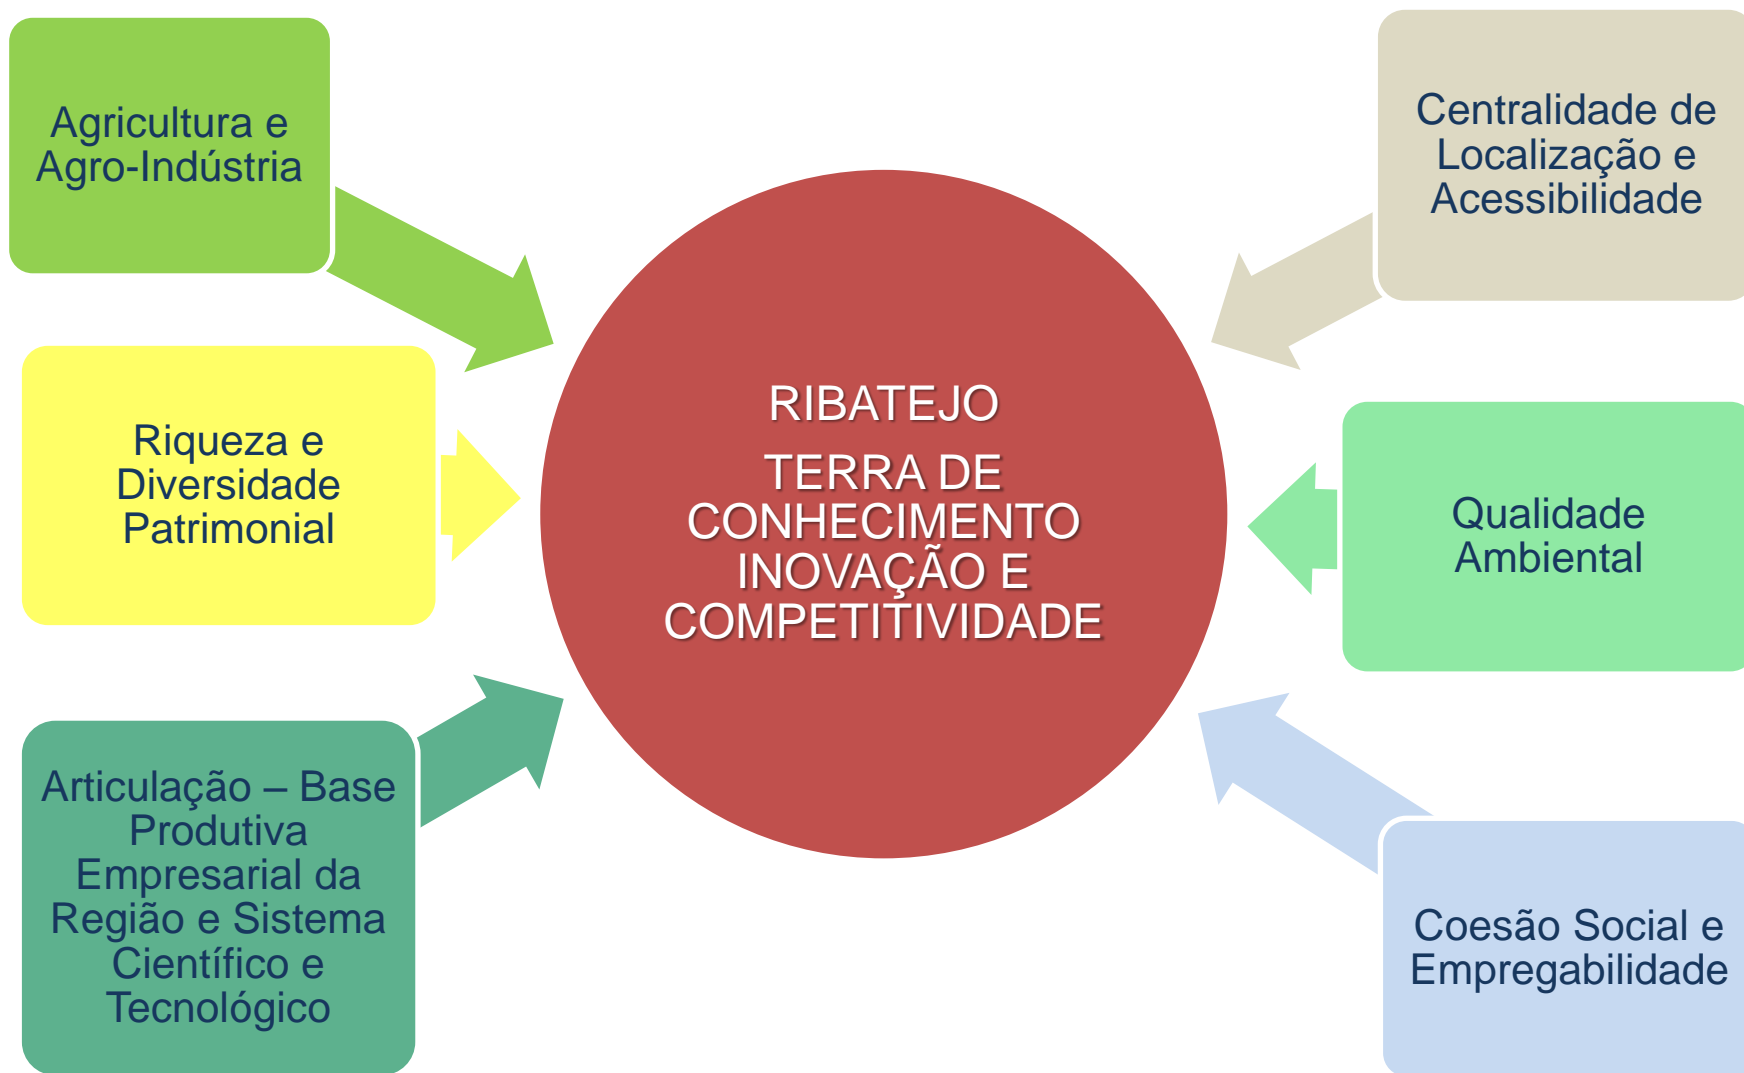 Agricultura e
Agro-Indústria
Riqueza e
Diversidade
Patrimonial
Articulação – Base
Produtiva
Empresarial da
Região e Sistema
Científico e
Tecnológico
RIBATEJO
TERRA DE
CONHECIMENTO
INOVAÇÃO E
COMPETITIVIDADE
Centralidade de
Localização e
Acessibilidade
Qualidade
Ambiental
Coesão Social e
Empregabilidade